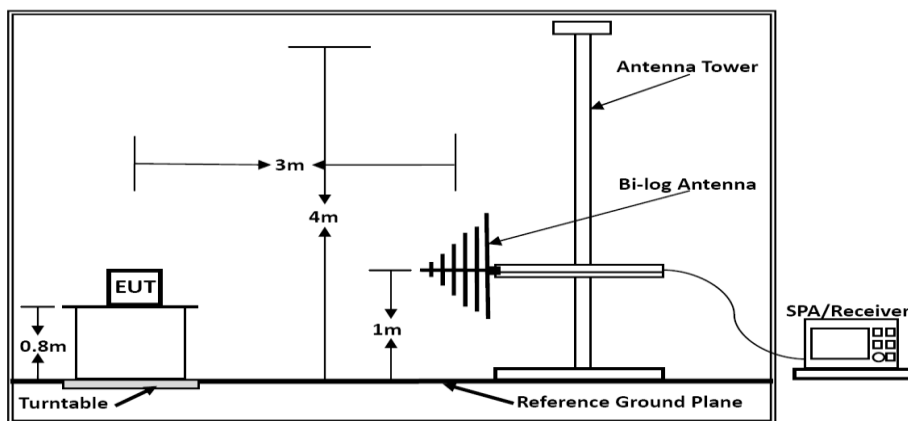 Antenna Tower
3m
Bi-log Antenna
4m
EUT
SPA/Receiver
1m
0.8m
Turntable
Reference Ground Plane